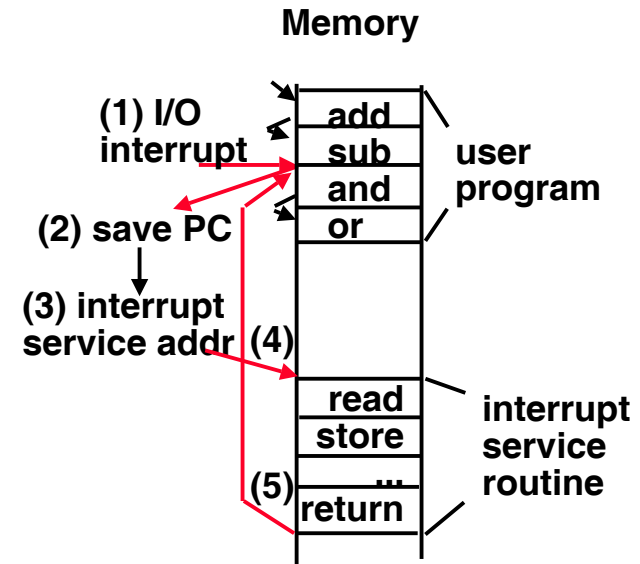 Memory
(1) I/O
interrupt
add
sub
and
or
user
program
(2) save PC
(3) interrupt
service addr
(4)
read
store
...
return
(5)
interrupt
service
routine